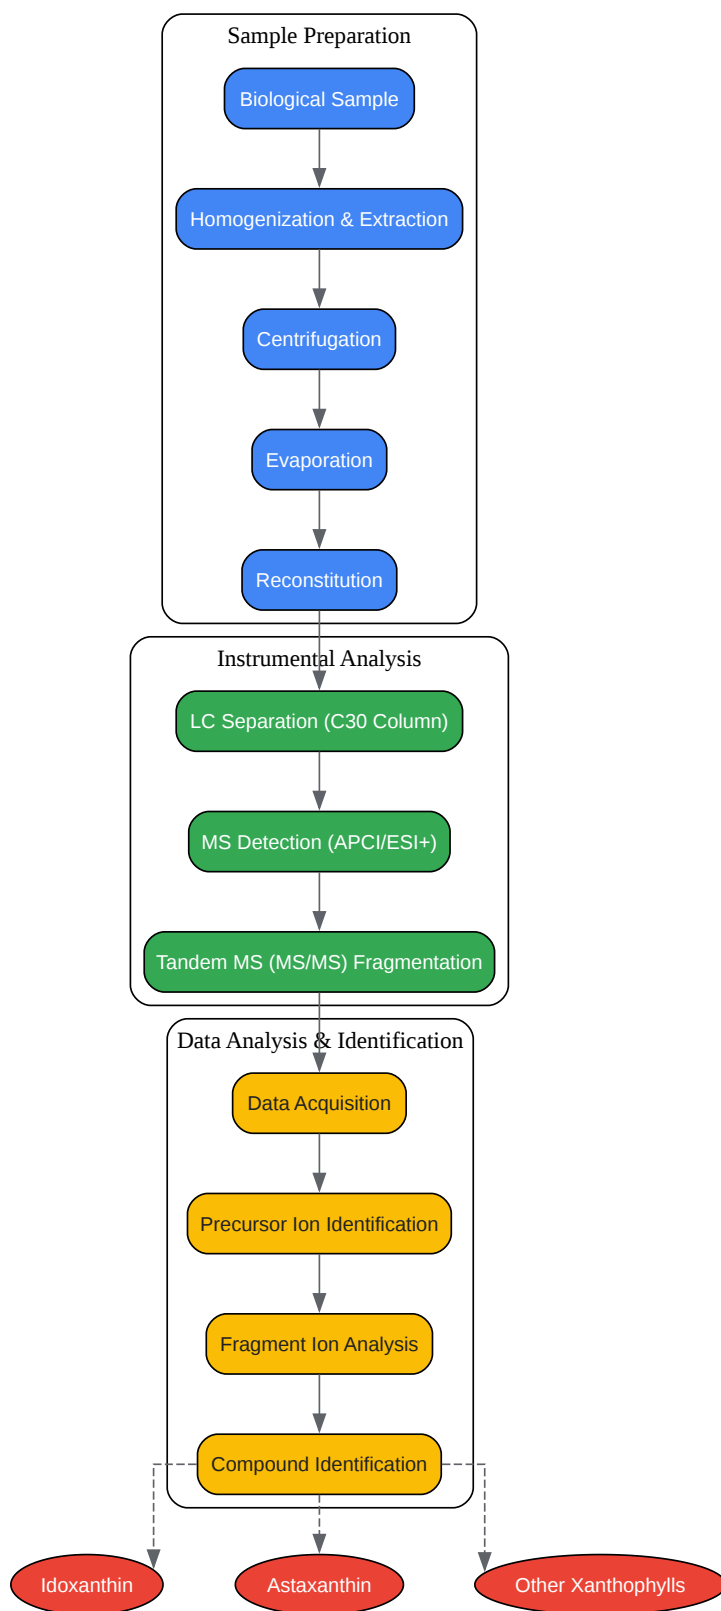 Sample Preparation
Biological Sample
Homogenization & Extraction
Centrifugation
Evaporation
Reconstitution
Instrumental Analysis
LC Separation (C30 Column)
MS Detection (APCI/ESI+)
Tandem MS (MS/MS) Fragmentation
Data Analysis & Identification
Data Acquisition
Precursor Ion Identification
Fragment Ion Analysis
Compound Identification
Idoxanthin
Astaxanthin
Other Xanthophylls